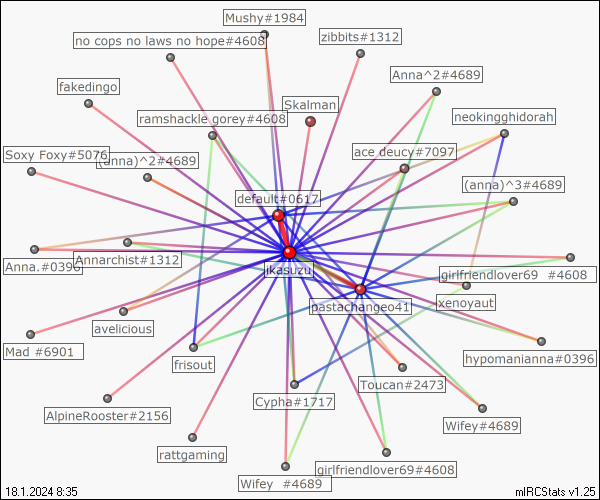 Mushy#1984
no cops no laws no hope#4608
zibbits#1312
Anna^2#4689
fakedingo
Skalman
neokingghidorah
ramshackle gorey#4608
Soxy Foxy#5076
(anna)^2#4689
ace deucy#7097
(anna)^3#4689
default#0617
Anna.#0396
Annarchist#1312
ikasuzu
girlfriendlover69 #4608
pastachangeo41
xenoyaut
avelicious
Mad #6901
frisout
hypomanianna#0396
Toucan#2473
Cypha#1717
AlpineRooster#2156
Wifey#4689
rattgaming
Wifey #4689
girlfriendlover69#4608
18.1.2024 8:35
mIRCStats v1.25